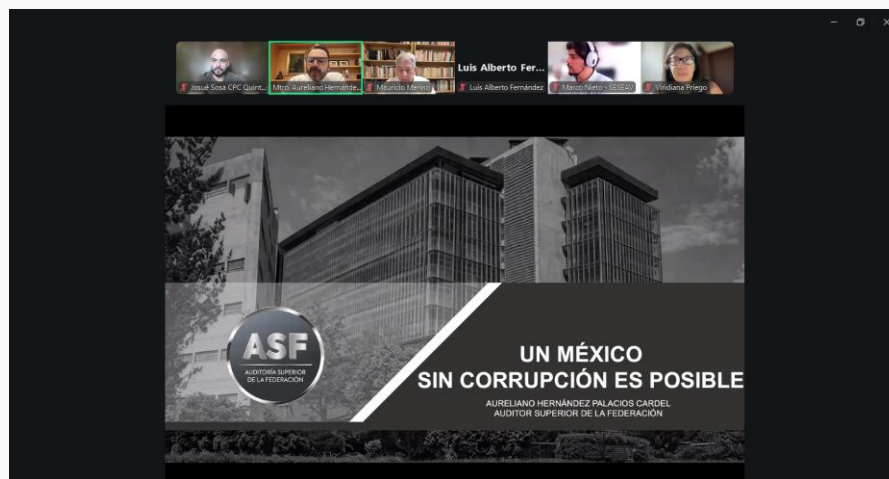 Luis Alberto Fer...
Josué Sosa CPC Quint...
Mtro. Aureliano Hernánde...
Mauricio Merino
Luis Alberto Fernández
Marco Nieto - SESEAV
Viridiana Priego
ASF
AUDITORÍA SUPERIOR
DE LA FEDERACIÓN
UN MÉXICO
SIN CORRUPCIÓN ES POSIBLE
AURELIANO HERNÁNDEZ PALACIOS CARDEL
AUDITOR SUPERIOR DE LA FEDERACIÓN